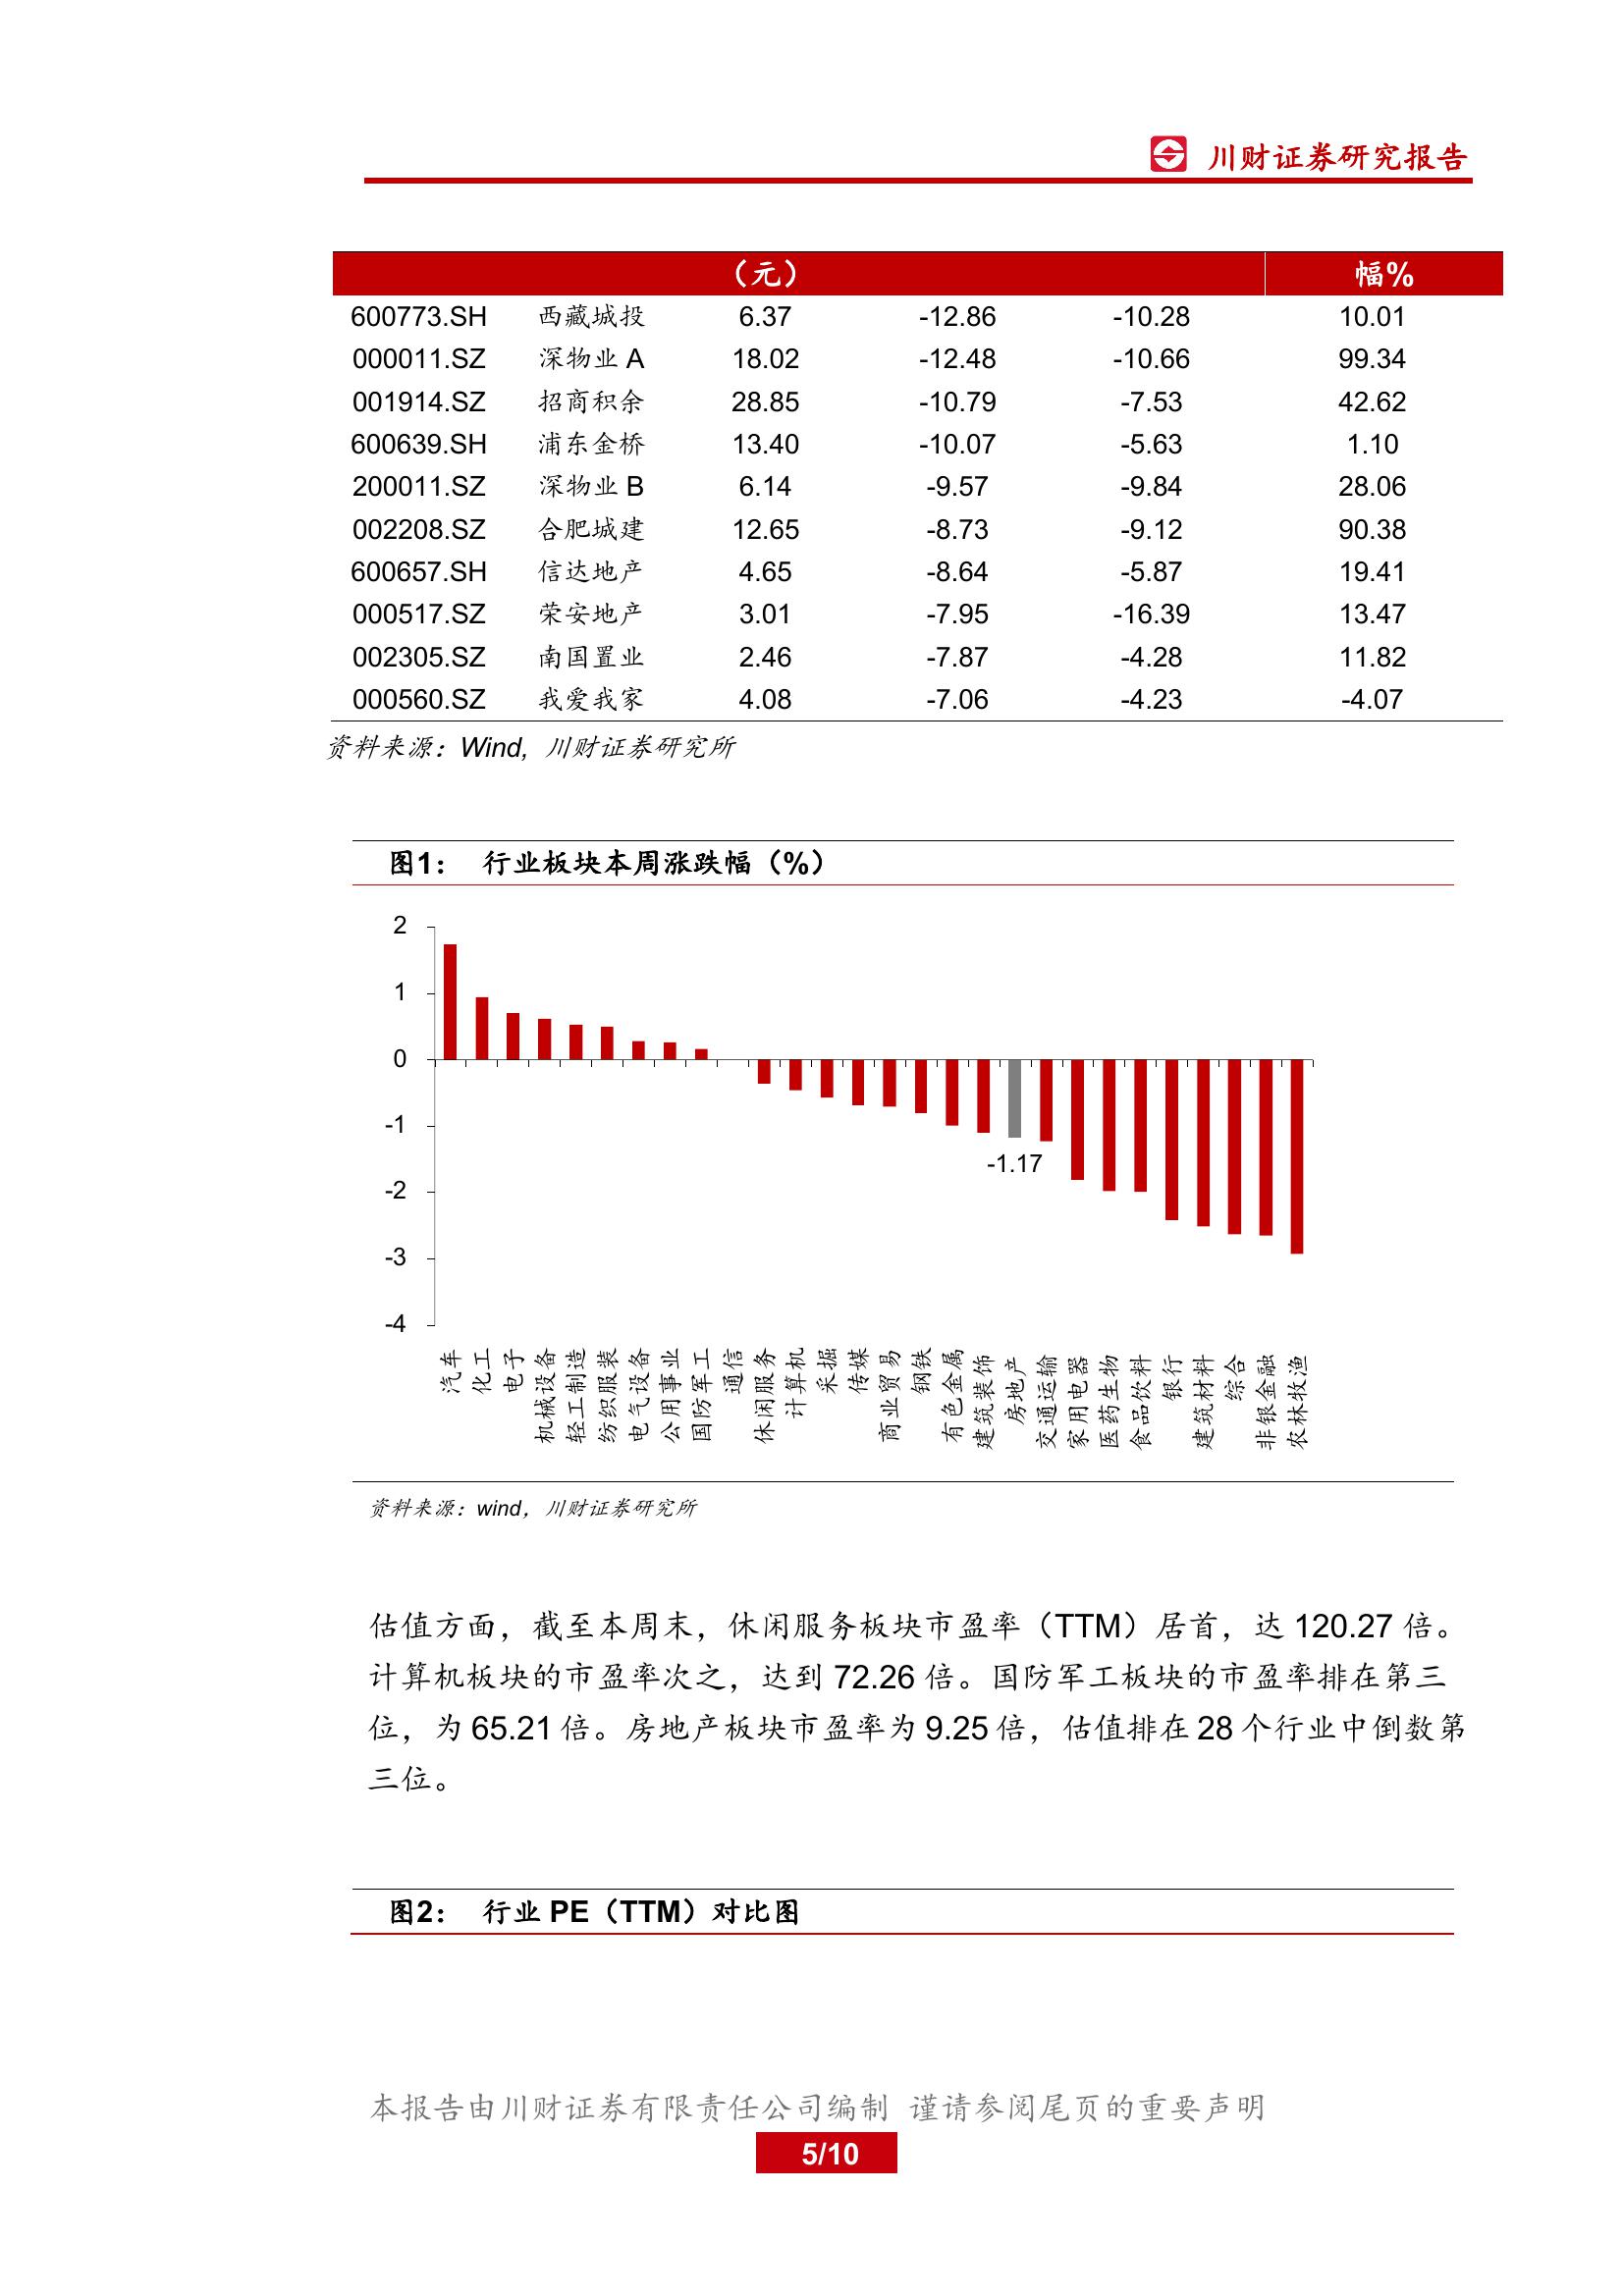 川财证券研究报告
（元） 幅%
600773.SH 西藏城投 6.37 -12.86 -10.28 10.01
000011.SZ 深物业 A 18.02 -12.48 -10.66 99.34
001914.SZ 招商积余 28.85 -10.79 -7.53 42.62
600639.SH 浦东金桥 13.40 -10.07 -5.63 1.10
200011.SZ 深物业 B 6.14 -9.57 -9.84 28.06
002208.SZ 合肥城建 12.65 -8.73 -9.12 90.38
600657.SH 信达地产 4.65 -8.64 -5.87 19.41
000517.SZ 荣安地产 3.01 -7.95 -16.39 13.47
002305.SZ 南国置业 2.46 -7.87 -4.28 11.82
000560.SZ 我爱我家 4.08 -7.06 -4.23 -4.07
资料来源：Wind, 川财证券研究所
图1： 行业板块本周涨跌幅（%）
2
1
0
-1
-2
-3
-4
-1.17
汽车
化工
电子
机械设备
轻工制造
纺织服装
电气设备
公用事业
国防军工
通信
休闲服务
计算机
采掘
传媒
商业贸易
钢铁
有色金属
建筑装饰
房地产
交通运输
家用电器
医药生物
食品饮料
银行
建筑材料
综合
非银金融
农林牧渔
资料来源：wind，川财证券研究所
估值方面，截至本周末，休闲服务板块市盈率（TTM）居首，达 120.27 倍。
计算机板块的市盈率次之，达到 72.26 倍。国防军工板块的市盈率排在第三
位，为 65.21 倍。房地产板块市盈率为 9.25 倍，估值排在 28 个行业中倒数第
三位。
图2： 行业 PE（TTM）对比图
本报告由川财证券有限责任公司编制 谨请参阅尾页的重要声明
5/10